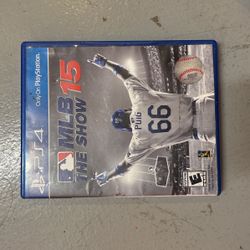 Only On PlayStation
PS4
MLB 15
THE SHOW
PUIG
66
E